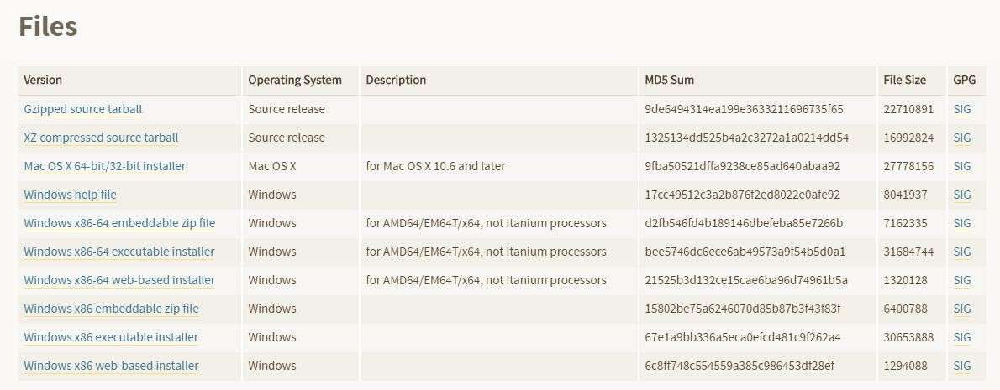 Files
Version Operating System Description MD5 Sum File Size GPG
Gzipped source tarball Source release 9de6494314ea199e3633211696735f65 22710891 SIG
XZ compressed source tarball Source release 1325134dd525b4a2c3272a1a0214dd54 16992824 SIG
Mac OS X 64-bit/32-bit installer Mac OS X for Mac OS X 10.6 and later 9fba50521dffa9238ce85ad640abaa92 27778156 SIG
Windows help file Windows 17cc49512c3a2b876f2ed8022e0afe92 8041937 SIG
Windows x86-64 embeddable zip file Windows for AMD64/EM64T/x64, not Itanium processors d2fb546fd4b189146dbefeba85e7266b 7162335 SIG
Windows x86-64 executable installer Windows for AMD64/EM64T/x64, not Itanium processors bee5746dc6ece6ab49573a9f54b5d0a1 31684744 SIG
Windows x86-64 web-based installer Windows for AMD64/EM64T/x64, not Itanium processors 21525b3d132ce15cae6ba96d74961b5a 1320128 SIG
Windows x86 embeddable zip file Windows 15802be75a6246070d85b87b3f43f83f 6400788 SIG
Windows x86 executable installer Windows 67e1a9bb336a5eca0efcd481c9f262a4 30653888 SIG
Windows x86 web-based installer Windows 6c8ff748c554559a385c986453df28ef 1294088 SIG